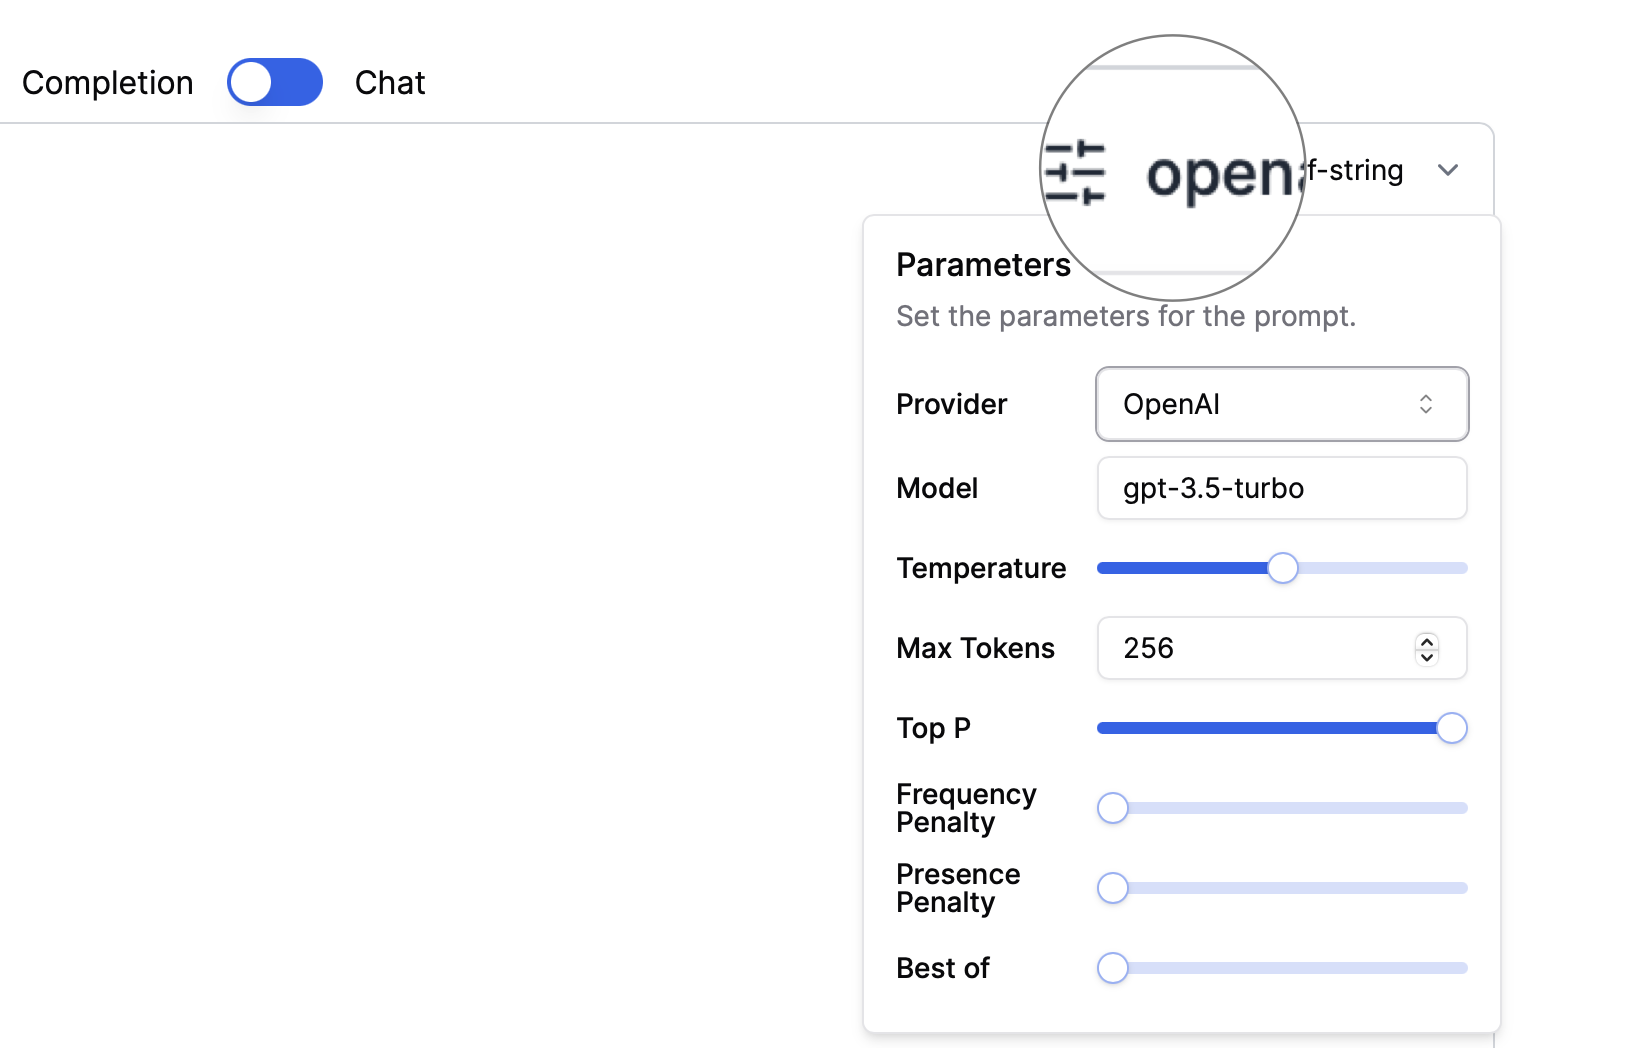 Completion Chat
f-string
Parameters
Set the parameters for the prompt.
Provider OpenAI
Model gpt-3.5-turbo
Temperature
Max Tokens 256
Top P
Frequency
Penalty
Presence
Penalty
Best of